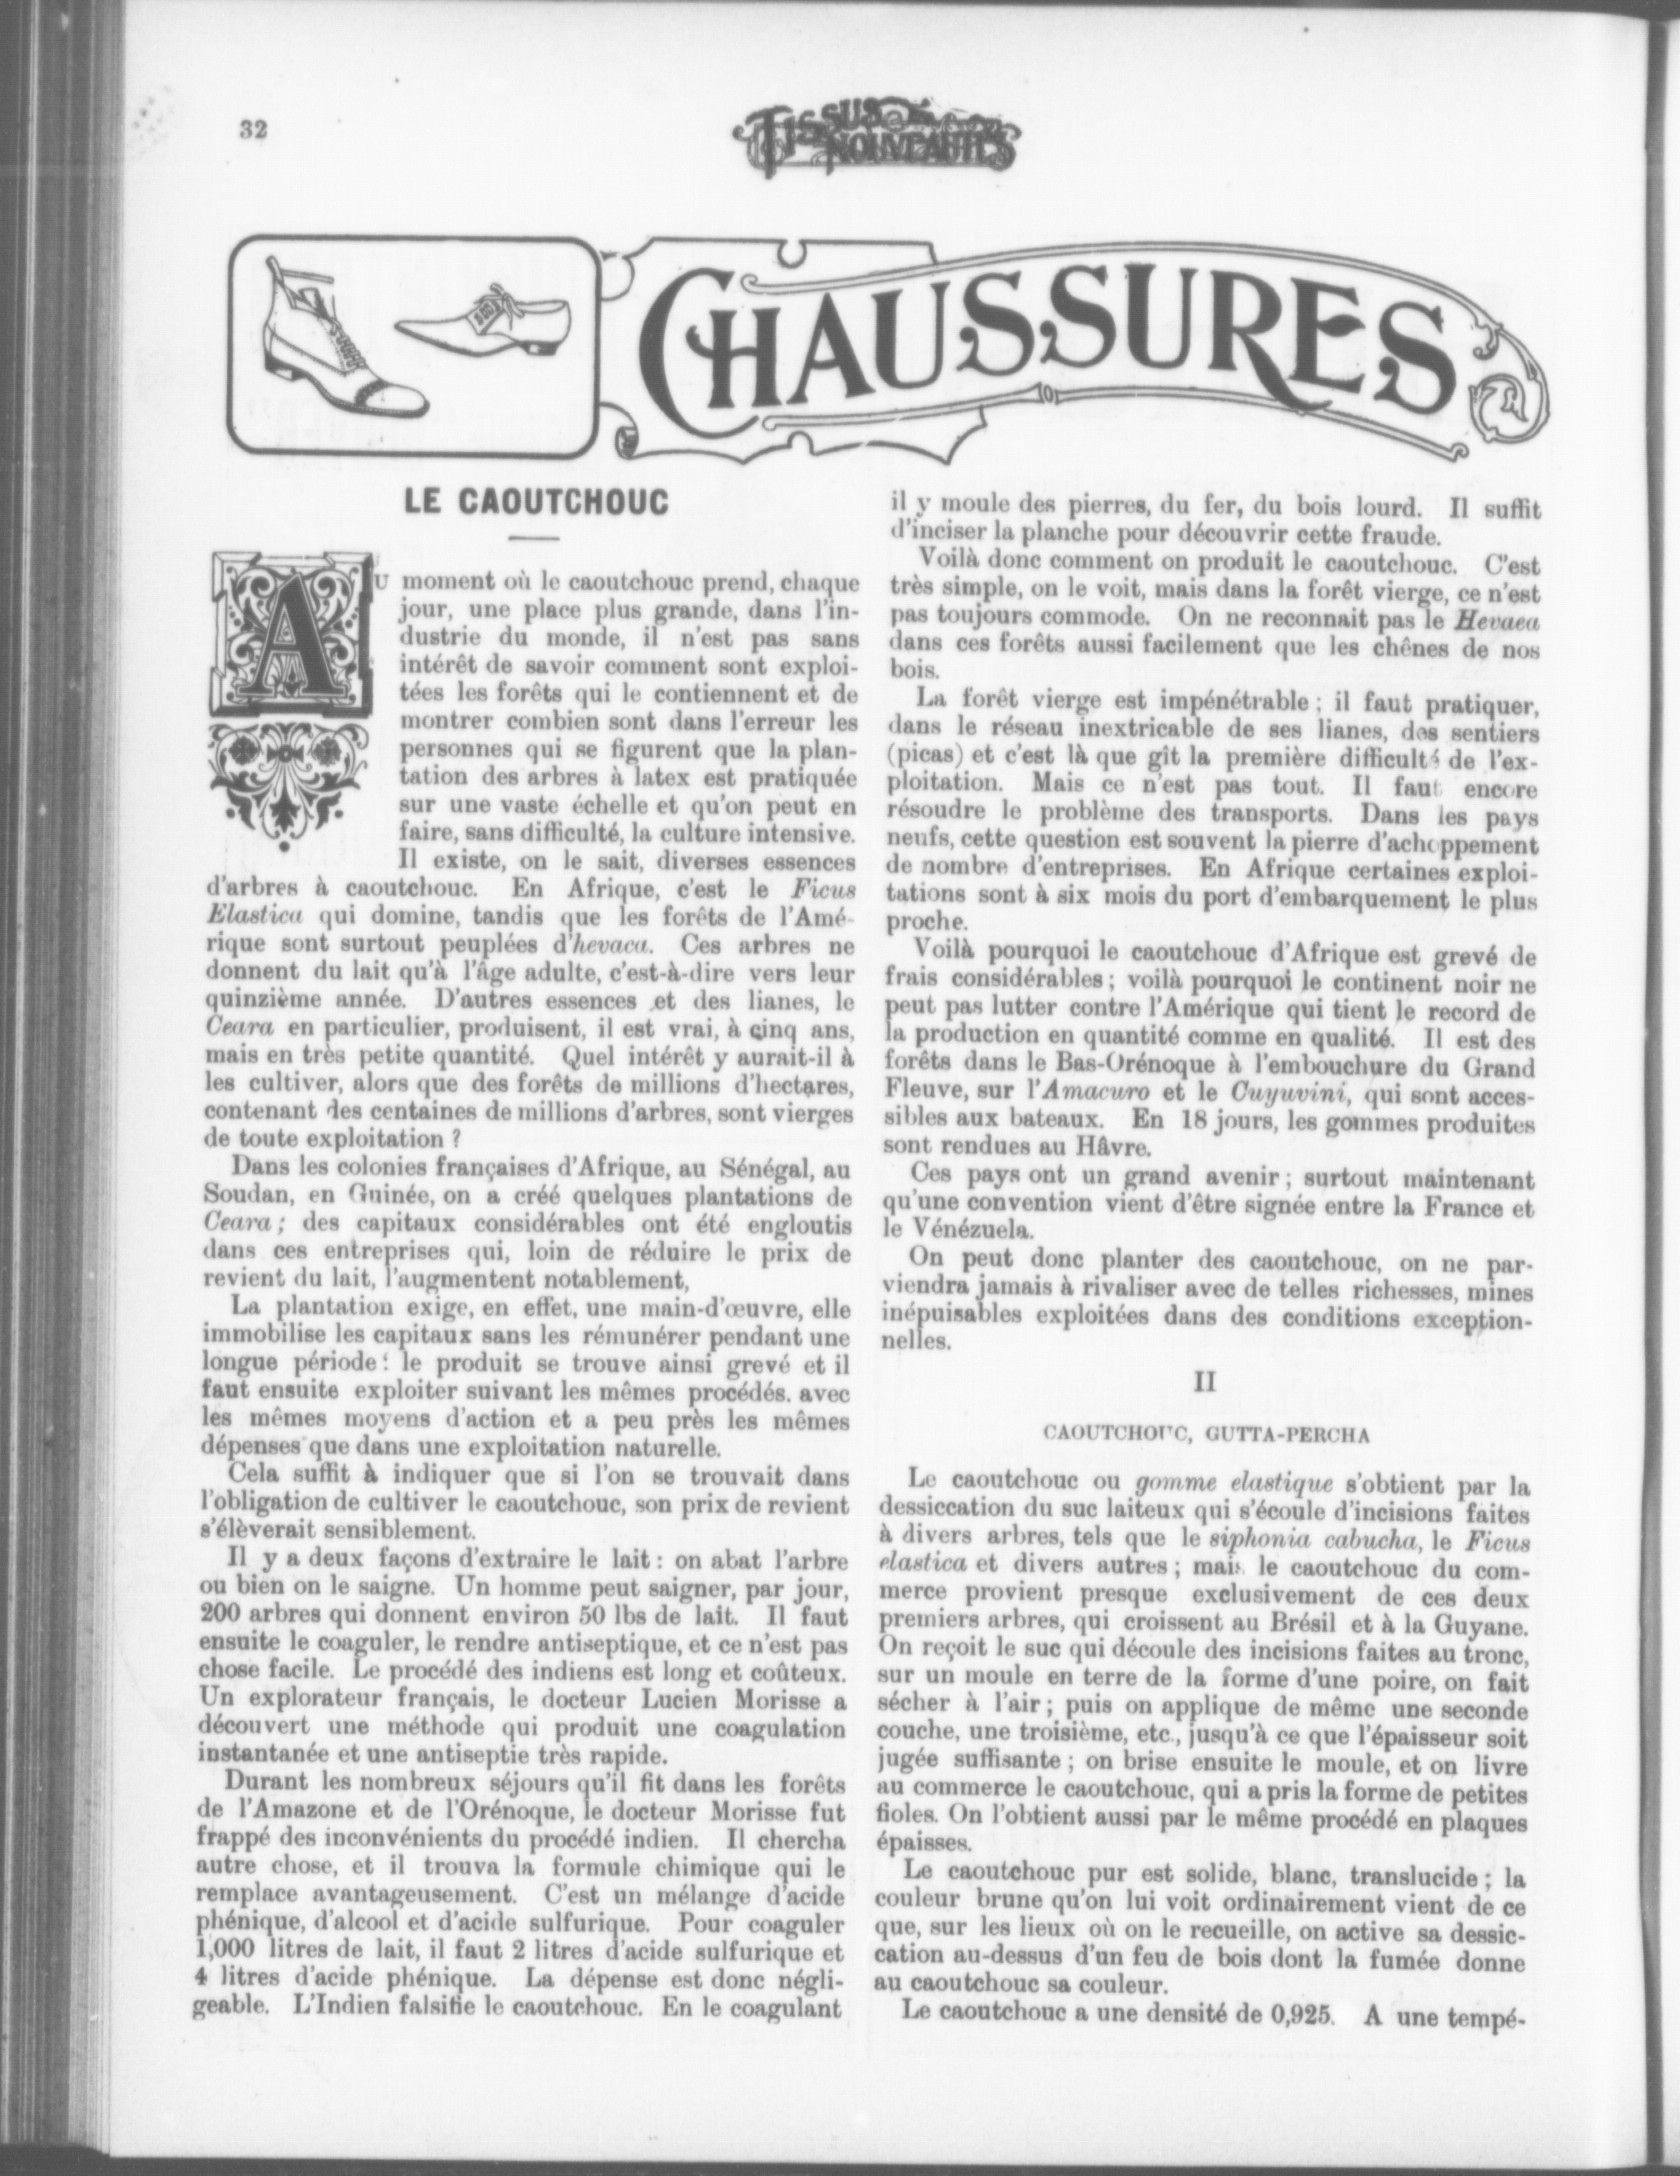 32
TISSUS & NOUVEAUTÉS
CHAUSSURES
LE CAOUTCHOUC
AU moment où le caoutchouc prend, chaque
jour, une place plus grande, dans l'in-
dustrie du monde, il n'est pas sans
intérêt de savoir comment sont exploi-
tées les forêts qui le contiennent et de
montrer combien sont dans l'erreur les
personnes qui se figurent que la plan-
tation des arbres à latex est pratiquée
sur une vaste échelle et qu'on peut en
faire, sans difficulté, la culture intensive.
Il existe, on le sait, diverses essences
d'arbres à caoutchouc. En Afrique, c'est le Ficus
Elastica qui domine, tandis que les forêts de l'Amé-
rique sont surtout peuplées d'hevaca. Ces arbres ne
donnent du lait qu'à l'âge adulte, c'est-à-dire vers leur
quinzième année. D'autres essences et des lianes, le
Ceara en particulier, produisent, il est vrai, à cinq ans,
mais en très petite quantité. Quel intérêt y aurait-il à
les cultiver, alors que des forêts de millions d'hectares,
contenant des centaines de millions d'arbres, sont vierges
de toute exploitation ?
Dans les colonies françaises d'Afrique, au Sénégal, au
Soudan, en Guinée, on a créé quelques plantations de
Ceara ; des capitaux considérables ont été engloutis
dans ces entreprises qui, loin de réduire le prix de
revient du lait, l'augmentent notablement,
La plantation exige, en effet, une main-d'œuvre, elle
immobilise les capitaux sans les rémunérer pendant une
longue période : le produit se trouve ainsi grevé et il
faut ensuite exploiter suivant les mêmes procédés. avec
les mêmes moyens d'action et a peu près les mêmes
dépenses que dans une exploitation naturelle.
Cela suffit à indiquer que si l'on se trouvait dans
l'obligation de cultiver le caoutchouc, son prix de revient
s'élèverait sensiblement.
Il y a deux façons d'extraire le lait : on abat l'arbre
ou bien on le saigne. Un homme peut saigner, par jour,
200 arbres qui donnent environ 50 lbs de lait. Il faut
ensuite le coaguler, le rendre antiseptique, et ce n'est pas
chose facile. Le procédé des indiens est long et coûteux.
Un explorateur français, le docteur Lucien Morisse a
découvert une méthode qui produit une coagulation
instantanée et une antiseptie très rapide.
Durant les nombreux séjours qu'il fit dans les forêts
de l'Amazone et de l'Orénoque, le docteur Morisse fut
frappé des inconvénients du procédé indien. Il chercha
autre chose, et il trouva la formule chimique qui le
remplace avantageusement. C'est un mélange d'acide
phénique, d'alcool et d'acide sulfurique. Pour coaguler
1,000 litres de lait, il faut 2 litres d'acide sulfurique et
4 litres d'acide phénique. La dépense est donc négli-
geable. L'Indien falsifie le caoutchouc. En le coagulant
il y moule des pierres, du fer, du bois lourd. Il suffit
d'inciser la planche pour découvrir cette fraude.
Voilà donc comment on produit le caoutchouc. C'est
très simple, on le voit, mais dans la forêt vierge, ce n'est
pas toujours commode. On ne reconnait pas le Hevaea
dans ces forêts aussi facilement que les chênes de nos
bois.
La forêt vierge est impénétrable ; il faut pratiquer,
dans le réseau inextricable de ses lianes, des sentiers
(picas) et c'est là que gît la première difficulté de l'ex-
ploitation. Mais ce n'est pas tout. Il faut encore
résoudre le problème des transports. Dans les pays
neufs, cette question est souvent la pierre d'achoppement
de nombre d'entreprises. En Afrique certaines exploi-
tations sont à six mois du port d'embarquement le plus
proche.
Voilà pourquoi le caoutchouc d'Afrique est grevé de
frais considérables ; voilà pourquoi le continent noir ne
peut pas lutter contre l'Amérique qui tient le record de
la production en quantité comme en qualité. Il est des
forêts dans le Bas-Orénoque à l'embouchure du Grand
Fleuve, sur l'Amacuro et le Cuyuvini, qui sont acces-
sibles aux bateaux. En 18 jours, les gommes produites
sont rendues au Hâvre.
Ces pays ont un grand avenir ; surtout maintenant
qu'une convention vient d'être signée entre la France et
le Vénézuela.
On peut donc planter des caoutchouc, on ne par-
viendra jamais à rivaliser avec de telles richesses, mines
inépuisables exploitées dans des conditions exception-
nelles.
II
CAOUTCHOUC, GUTTA-PERCHA
Le caoutchouc ou gomme elastique s'obtient par la
dessiccation du suc laiteux qui s'écoule d'incisions faites
à divers arbres, tels que le siphonia cabucha, le Ficus
elastica et divers autres ; mais le caoutchouc du com-
merce provient presque exclusivement de ces deux
premiers arbres, qui croissent au Brésil et à la Guyane.
On reçoit le suc qui découle des incisions faites au tronc,
sur un moule en terre de la forme d'une poire, on fait
sécher à l'air ; puis on applique de même une seconde
couche, une troisième, etc., jusqu'à ce que l'épaisseur soit
jugée suffisante ; on brise ensuite le moule, et on livre
au commerce le caoutchouc, qui a pris la forme de petites
fioles. On l'obtient aussi par le même procédé en plaques
épaisses.
Le caoutchouc pur est solide, blanc, translucide ; la
couleur brune qu'on lui voit ordinairement vient de ce
que, sur les lieux où on le recueille, on active sa dessic-
cation au-dessus d'un feu de bois dont la fumée donne
au caoutchouc sa couleur.
Le caoutchouc a une densité de 0,925. A une tempé-